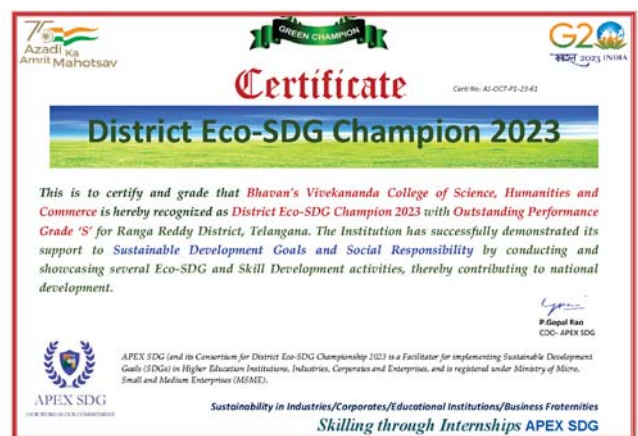 GREEN CHAMPION
75
Azadi Ka
Amrit Mahotsav
G20
भारत 2023 INDIA
Certificate
Certi No: AI-OCT-P1-23-61
District Eco-SDG Champion 2023
This is to certify and grade that Bhavan's Vivekananda College of Science, Humanities and
Commerce is hereby recognized as District Eco-SDG Champion 2023 with Outstanding Performance
Grade 'S' for Ranga Reddy District, Telangana. The Institution has successfully demonstrated its
support to Sustainable Development Goals and Social Responsibility by conducting and
showcasing several Eco-SDG and Skill Development activities, thereby contributing to national
development.
P.Gopal Rao
COO- APEX SDG
APEX SDG (and its Consortium for District Eco-SDG Championship 2023 is a Facilitator for implementing Sustainable Development
Goals (SDGs) in Higher Education Institutions, Industries, Corporates and Enterprises, and is registered under Ministry of Micro,
Small and Medium Enterprises (MSME).
APEX SDG
OUR WORD IS OUR COMMITMENT
Sustainability in Industries/Corporates/Educational Institutions/Business Fraternities
Skilling through Internships APEX SDG